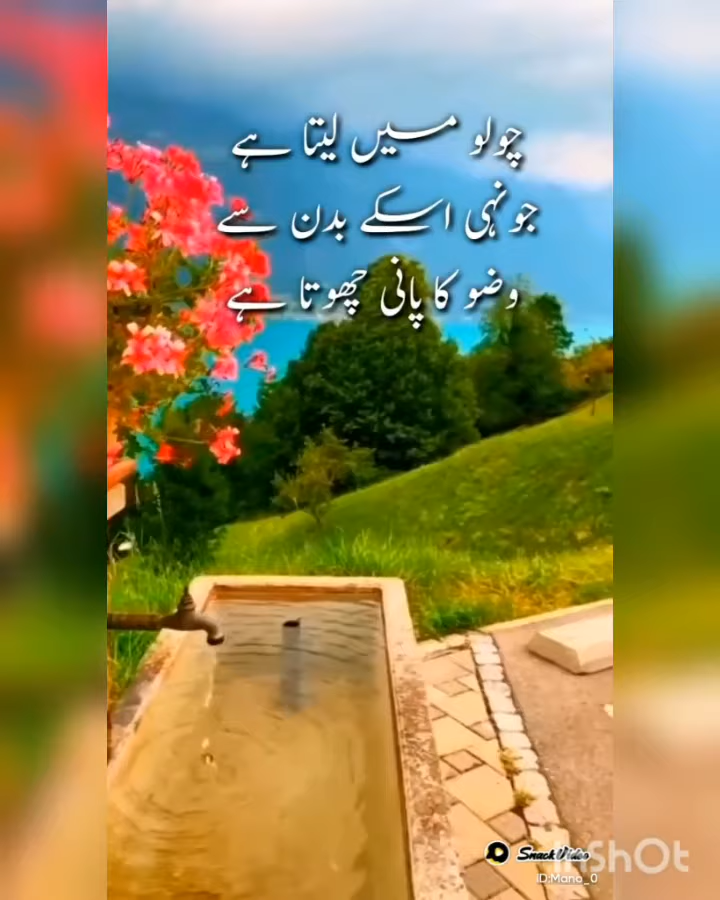 چولو میں لیتا ہے
جونہی اسکے بدن سے
وضو کا پانی چھوتا ہے
SnackVideo
InShOt
iD:Mano_0